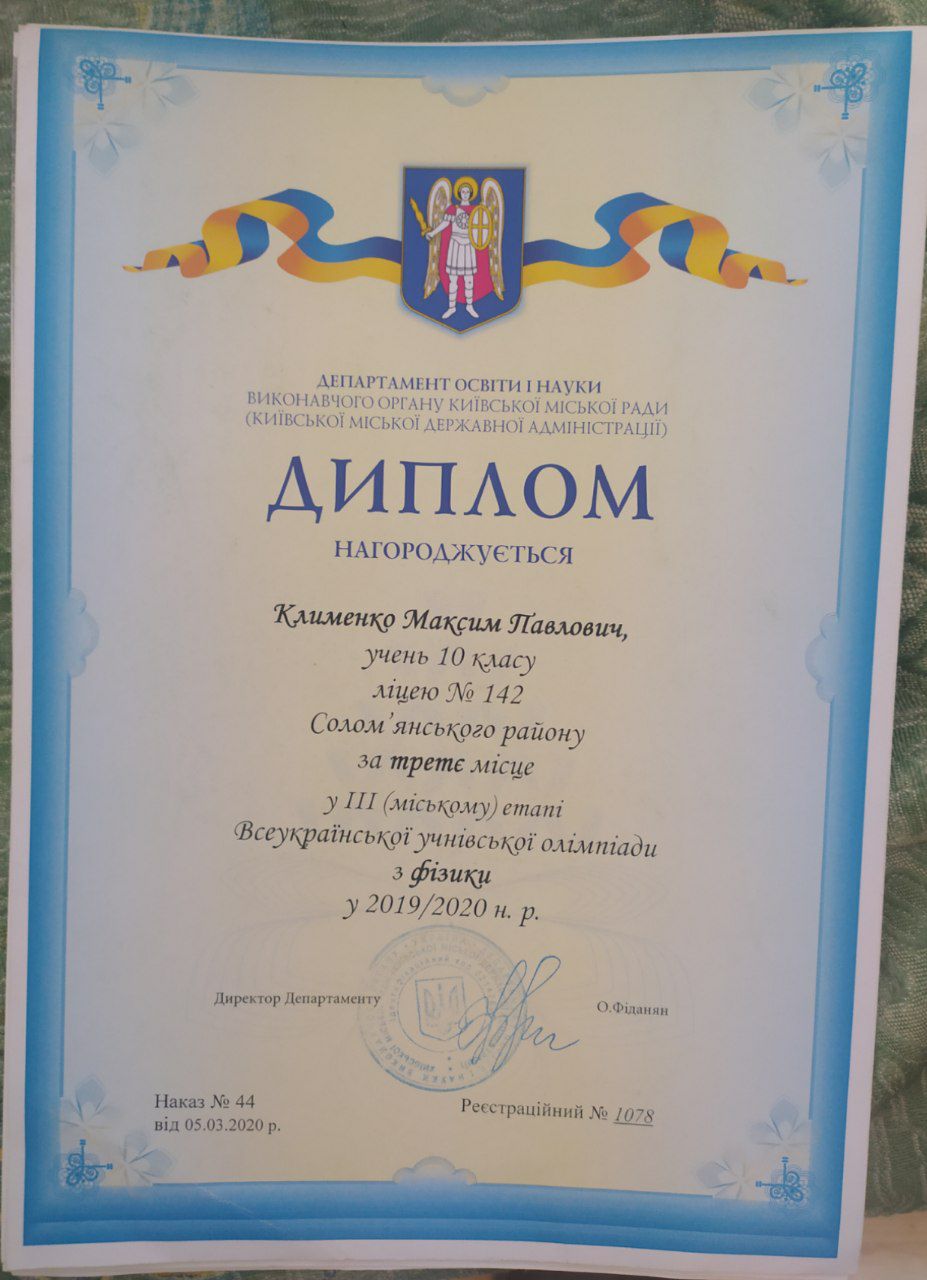 ДЕПАРТАМЕНТ ОСВІТИ І НАУКИ
ВИКОНАВЧОГО ОРГАНУ КИЇВСЬКОЇ МІСЬКОЇ РАДИ
(КИЇВСЬКОЇ МІСЬКОЇ ДЕРЖАВНОЇ АДМІНІСТРАЦІЇ)
ДИПЛОМ
НАГОРОДЖУЄТЬСЯ
Клименко Максим Павлович,
учень 10 класу
ліцею № 142
Солом’янського району
за третє місце
у ІІІ (міському) етапі
Всеукраїнської учнівської олімпіади
з фізики
у 2019/2020 н. р.
Директор Департаменту
О.Фіданян
Наказ № 44
від 05.03.2020 р.
Реєстраційний № 1078